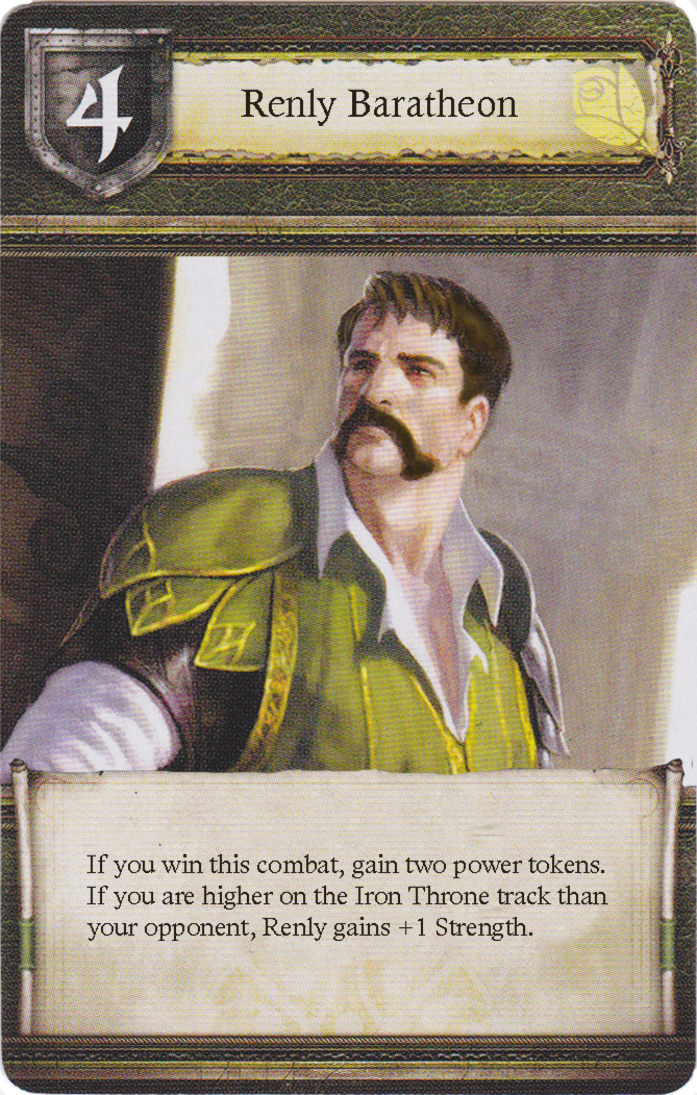 4
Renly Baratheon
If you win this combat, gain two power tokens.
If you are higher on the Iron Throne track than
your opponent, Renly gains +1 Strength.